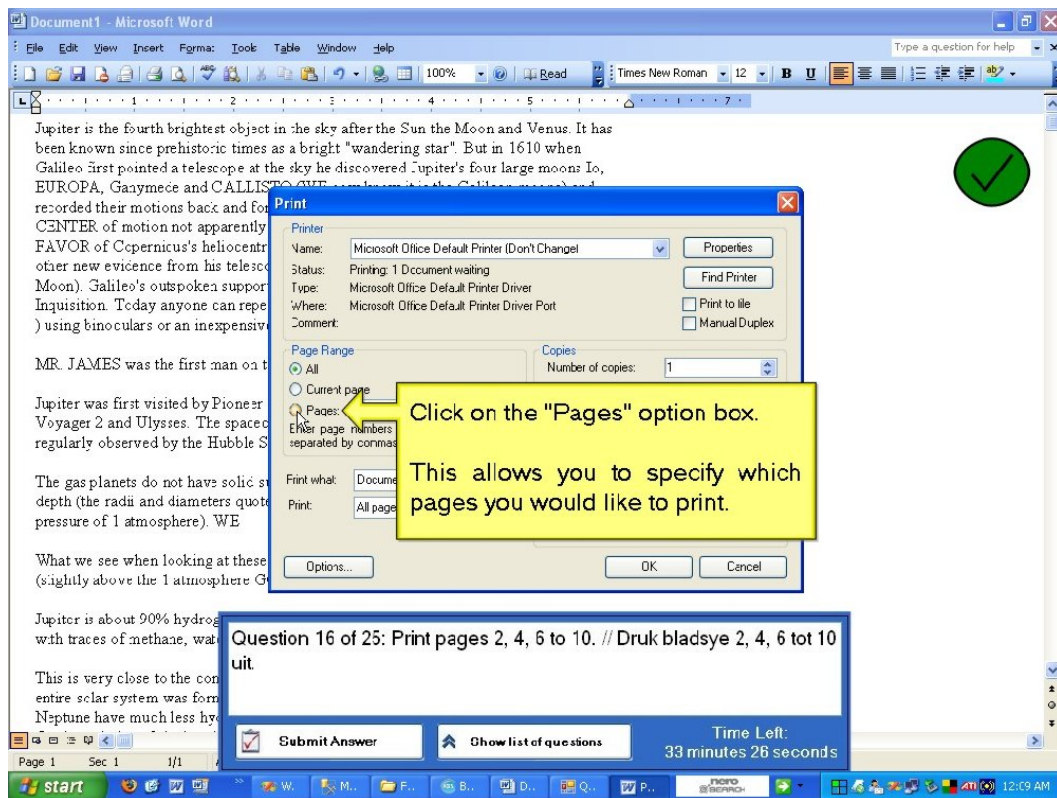 Document1 - Microsoft Word
File Edit View Insert Format Tools Table Window Help
Type a question for help
100% Read Times New Roman 12 B U
1 2 3 4 5 7
Jupiter is the fourth brightest object in the sky after the Sun the Moon and Venus. It has
been known since prehistoric times as a bright "wandering star". But in 1610 when
Galileo first pointed a telescope at the sky he discovered Jupiter's four large moons Io,
EUROPA, Ganymede and CALLISTO
recorded their motions back and
CENTER of motion not apparently
FAVOR of Copernicus's
other new evidence from his
Moon). Galileo's outspoken
Inquisition. Today anyone can
) using binoculars or an
MR. JAMES was the first man on
Jupiter was first visited by Pioneer
Voyager 2 and Ulysses. The
regularly observed by the Hubble
The gas planets do not have solid
depth (the radii and diameters
pressure of 1 atmosphere). WE
What we see when looking at these
(slightly above the 1 atmosphere
Jupiter is about 90%
with traces of methane,
This is very close to the
entire solar system was
Neptune have much less
Print
Printer
Name: Microsoft Office Default Printer (Don't Change!
Properties
Status: Printing: 1 Document waiting
Find Printer
Type: Microsoft Office Default Printer Driver
Where: Microsoft Office Default Printer Driver Port
Print to file
Comment:
Manual Duplex
Page Range
All
Current page
Pages:
Enter page numbers
separated by commas
Copies
Number of copies: 1
Print what:
Print: All
Options...
OK
Cancel
Click on the "Pages" option box.
This allows you to specify which
pages you would like to print.
Question 16 of 25: Print pages 2, 4, 6 to 10. // Druk bladsye 2, 4, 6 tot 10
uit.
Submit Answer
Show list of questions
Time Left:
33 minutes 26 seconds
Page 1 Sec 1 1/1
start
W.. M.. F.. B.. D.. Q.. P..
nero
SEARCH
12:09 AM